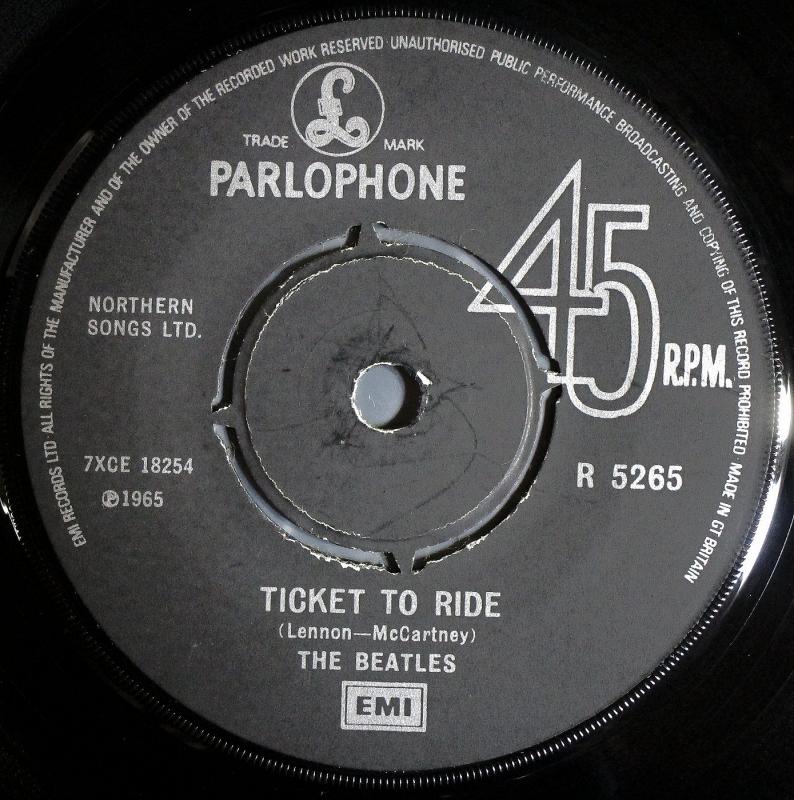 EMI RECORDS LTD·ALL RIGHTS OF THE MANUFACTURER AND OF THE OWNER OF THE RECORDED WORK RESERVED·UNAUTHORISED PUBLIC PERFORMANCE BROADCASTING AND COPYING OF THIS RECORD PROHIBITED·MADE IN GT BRITAIN
£
TRADE MARK
PARLOPHONE
45 R.P.M.
NORTHERN
SONGS LTD.
7XCE 18254
℗1965
R 5265
TICKET TO RIDE
(Lennon—McCartney)
THE BEATLES
EMI